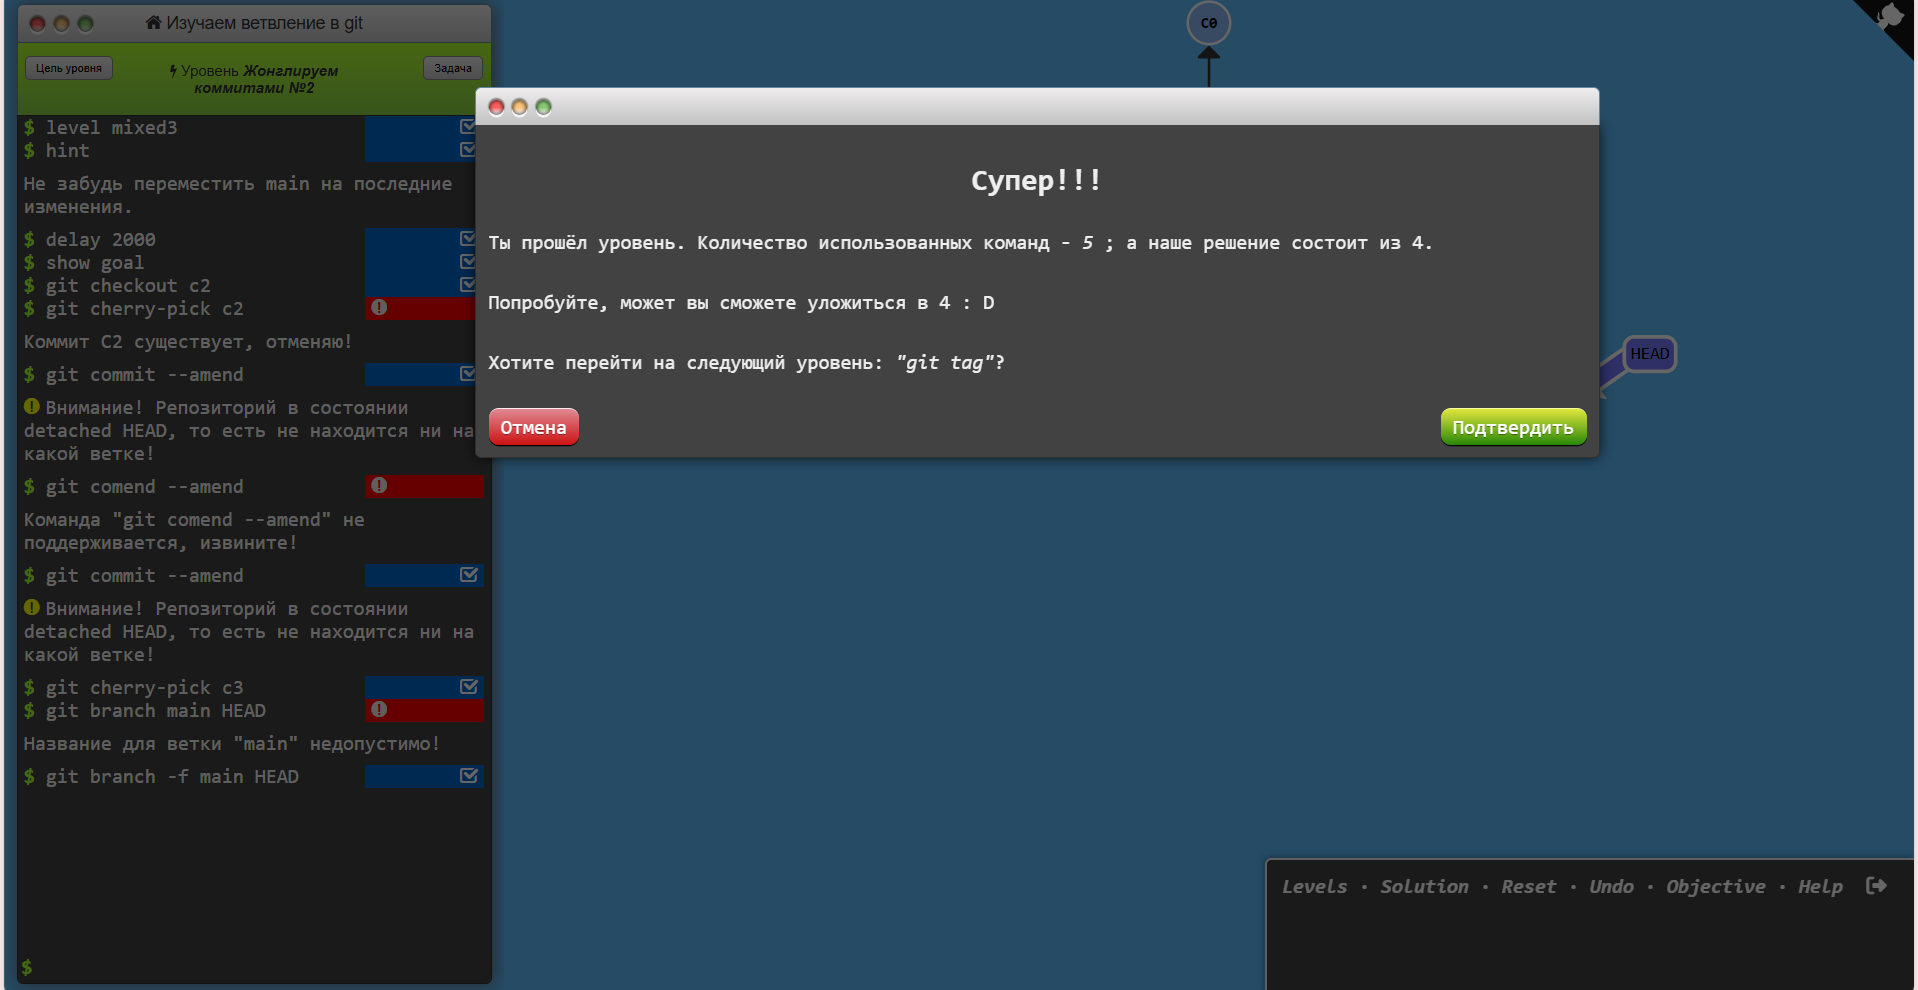 Изучаем ветвление в git
Цель уровня
Уровень Жонглируем
коммитами №2
Задача
$ level mixed3
$ hint
Не забудь переместить main на последние
изменения.
$ delay 2000
$ show goal
$ git checkout c2
$ git cherry-pick c2
Коммит C2 существует, отменяю!
$ git commit --amend
Внимание! Репозиторий в состоянии
detached HEAD, то есть не находится ни на
какой ветке!
$ git comend --amend
Команда "git comend --amend" не
поддерживается, извините!
$ git commit --amend
Внимание! Репозиторий в состоянии
detached HEAD, то есть не находится ни на
какой ветке!
$ git cherry-pick c3
$ git branch main HEAD
Название для ветки "main" недопустимо!
$ git branch -f main HEAD
$
C0
Супер!!!
Ты прошёл уровень. Количество использованных команд - 5 ; а наше решение состоит из 4.
Попробуйте, может вы сможете уложиться в 4 : D
Хотите перейти на следующий уровень: "git tag"?
Отмена
Подтвердить
HEAD
Levels · Solution · Reset · Undo · Objective · Help